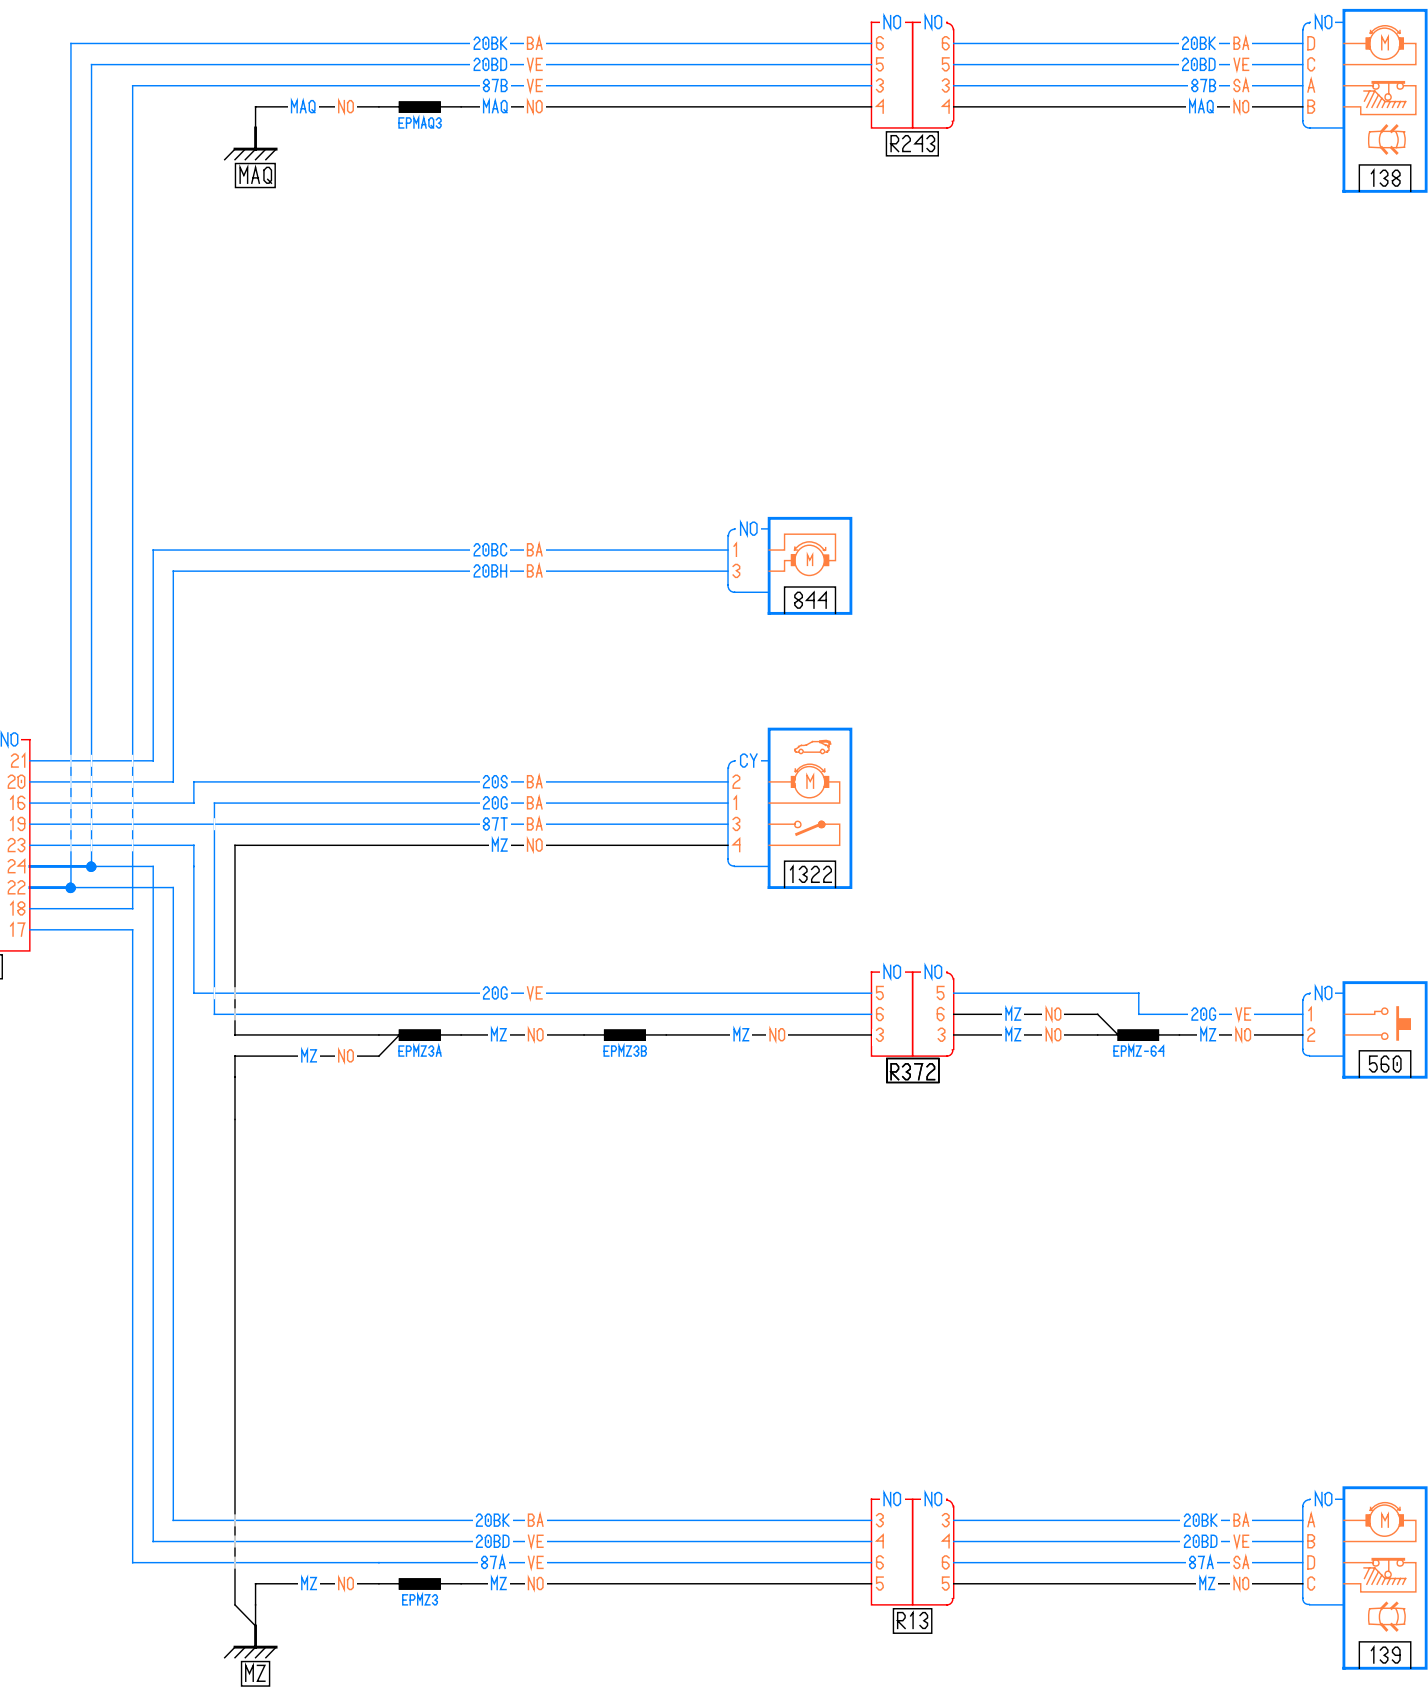 NO NO NO
20BK BA 6 6 20BK BA D M
20BD VE 5 5 20BD VE C
87B VE 3 3 87B SA A
MAQ NO MAQ NO 4 4 MAQ NO B
EPMAQ3
R243
MAQ
138
NO
20BC BA 1 M
20BH BA 3
844
NO
21 CY
20 20S BA 2 M
16 20G BA 1
19 87T BA 3
23 MZ NO 4
24
22 1322
18
17
NO NO
20G VE 5 5 NO
6 6 MZ NO 20G VE 1
MZ NO MZ NO 3 3 MZ NO MZ NO 2
EPMZ3A EPMZ3B EPMZ-64
MZ NO
R372 560
NO NO NO
20BK BA 3 3 20BK BA A M
20BD VE 4 4 20BD VE B
87A VE 6 6 87A SA D
MZ NO MZ NO 5 5 MZ NO C
EPMZ3
R13
139
MZ